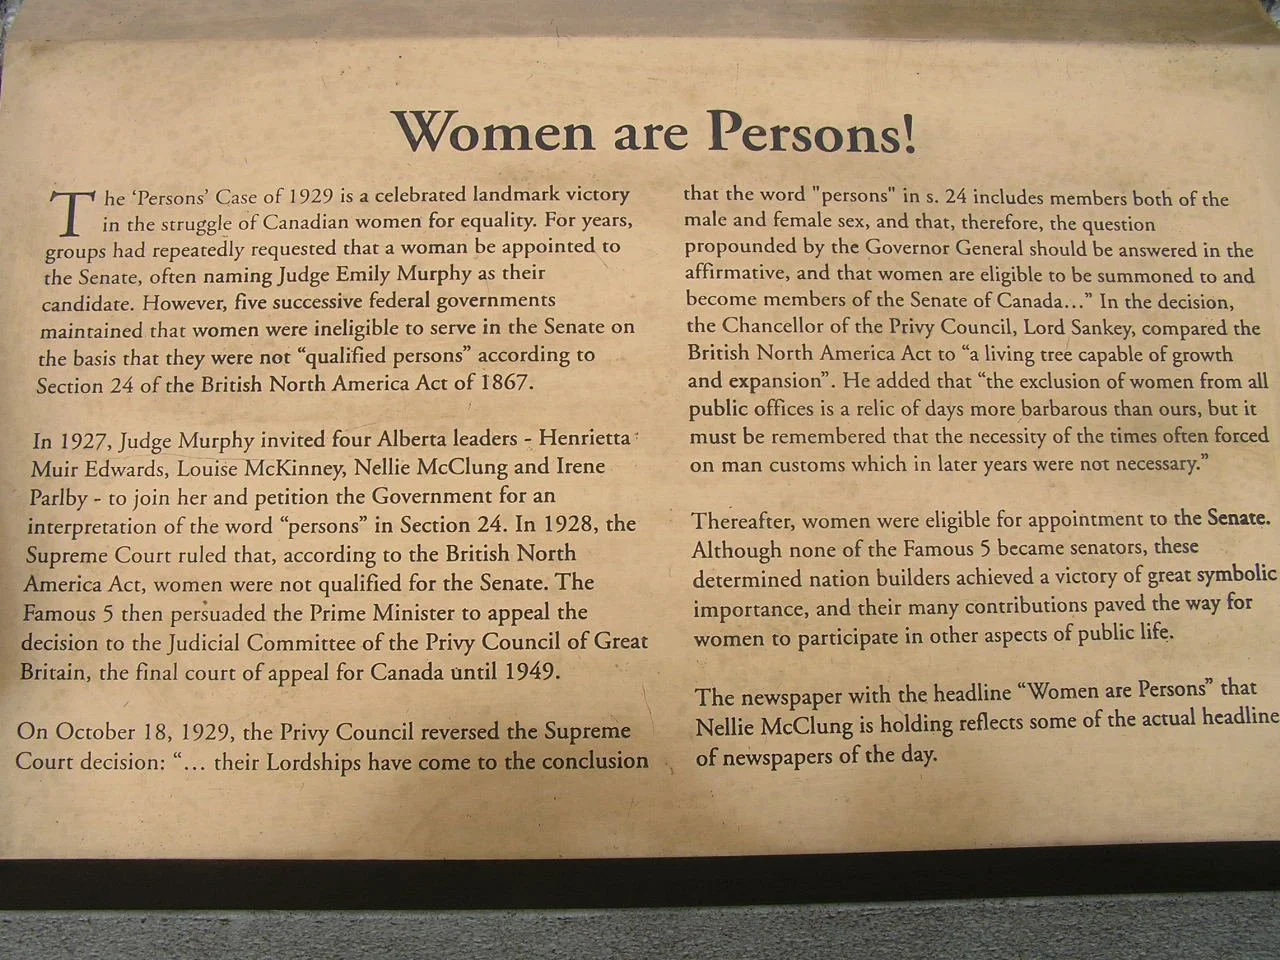 Women are Persons!
The 'Persons' Case of 1929 is a celebrated landmark victory
in the struggle of Canadian women for equality. For years,
groups had repeatedly requested that a woman be appointed to
the Senate, often naming Judge Emily Murphy as their
candidate. However, five successive federal governments
maintained that women were ineligible to serve in the Senate on
the basis that they were not “qualified persons” according to
Section 24 of the British North America Act of 1867.
In 1927, Judge Murphy invited four Alberta leaders - Henrietta
Muir Edwards, Louise McKinney, Nellie McClung and Irene
Parlby - to join her and petition the Government for an
interpretation of the word “persons” in Section 24. In 1928, the
Supreme Court ruled that, according to the British North
America Act, women were not qualified for the Senate. The
Famous 5 then persuaded the Prime Minister to appeal the
decision to the Judicial Committee of the Privy Council of Great
Britain, the final court of appeal for Canada until 1949.
On October 18, 1929, the Privy Council reversed the Supreme
Court decision: “… their Lordships have come to the conclusion
that the word "persons" in s. 24 includes members both of the
male and female sex, and that, therefore, the question
propounded by the Governor General should be answered in the
affirmative, and that women are eligible to be summoned to and
become members of the Senate of Canada…” In the decision,
the Chancellor of the Privy Council, Lord Sankey, compared the
British North America Act to “a living tree capable of growth
and expansion”. He added that “the exclusion of women from all
public offices is a relic of days more barbarous than ours, but it
must be remembered that the necessity of the times often forced
on man customs which in later years were not necessary.”
Thereafter, women were eligible for appointment to the Senate.
Although none of the Famous 5 became senators, these
determined nation builders achieved a victory of great symbolic
importance, and their many contributions paved the way for
women to participate in other aspects of public life.
The newspaper with the headline “Women are Persons” that
Nellie McClung is holding reflects some of the actual headline
of newspapers of the day.